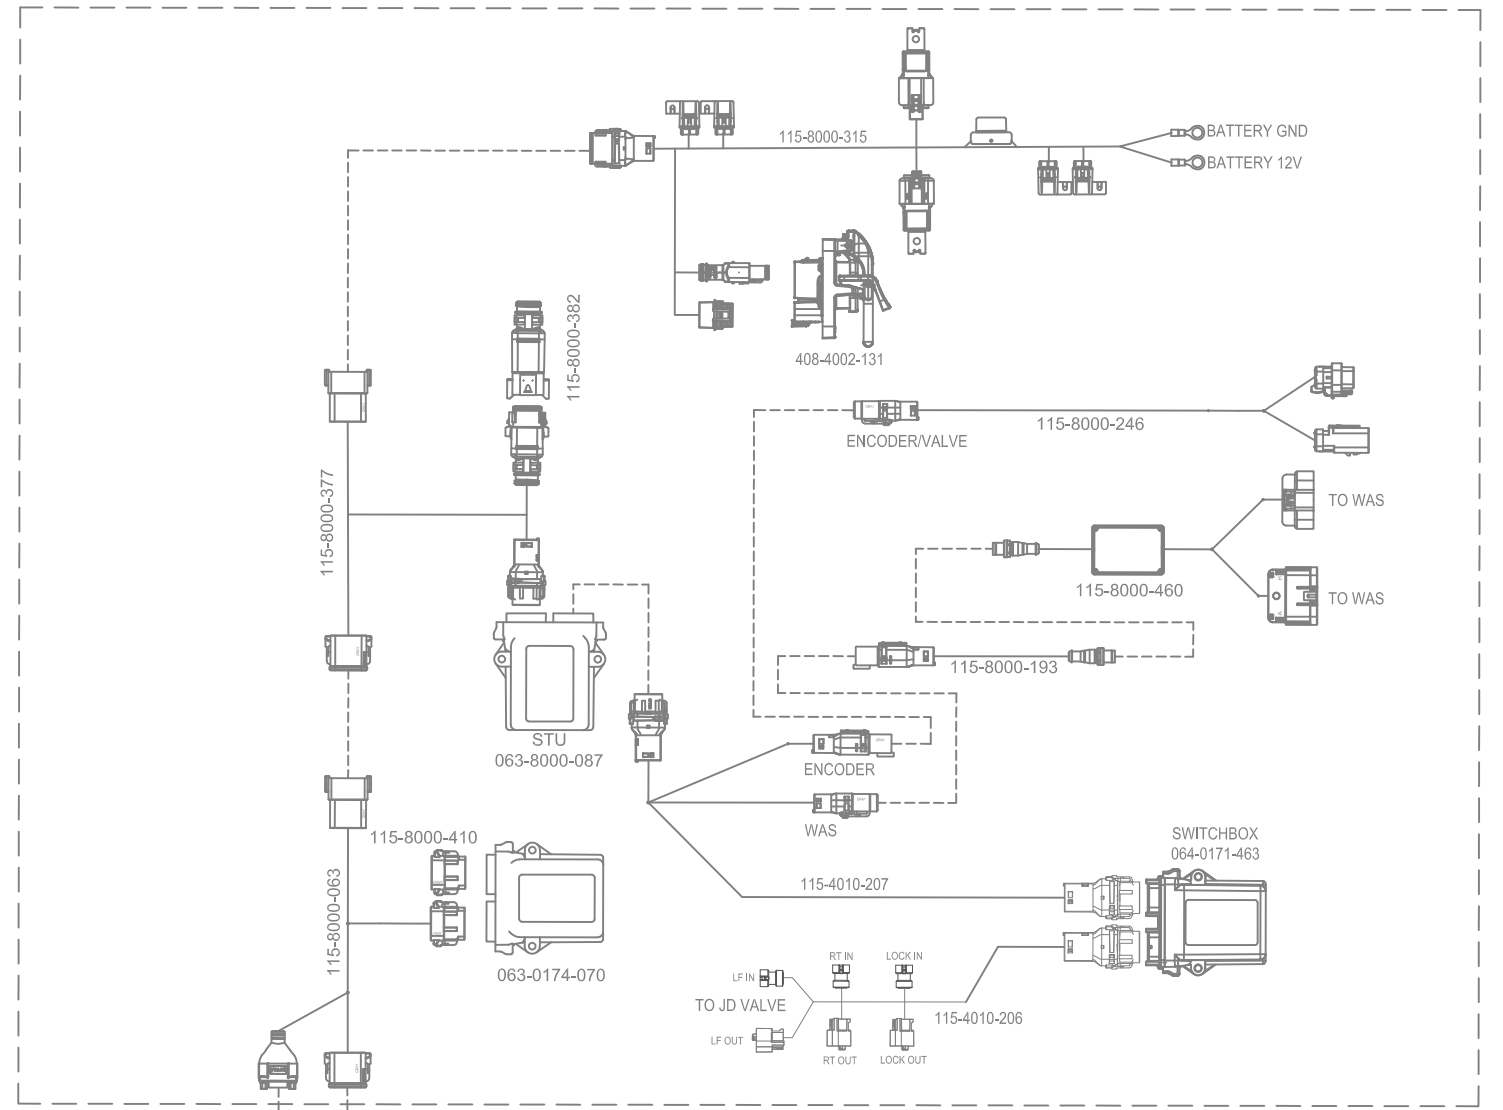 115-8000-315
BATTERY GND
BATTERY 12V
115-8000-382
408-4002-131
115-8000-246
ENCODER/VALVE
115-8000-377
TO WAS
115-8000-460
TO WAS
115-8000-193
STU
063-8000-087
ENCODER
WAS
115-8000-410
SWITCHBOX
064-0171-463
115-8000-063
115-4010-207
063-0174-070
RT IN
LOCK IN
LF IN
TO JD VALVE
115-4010-206
LF OUT
RT OUT
LOCK OUT